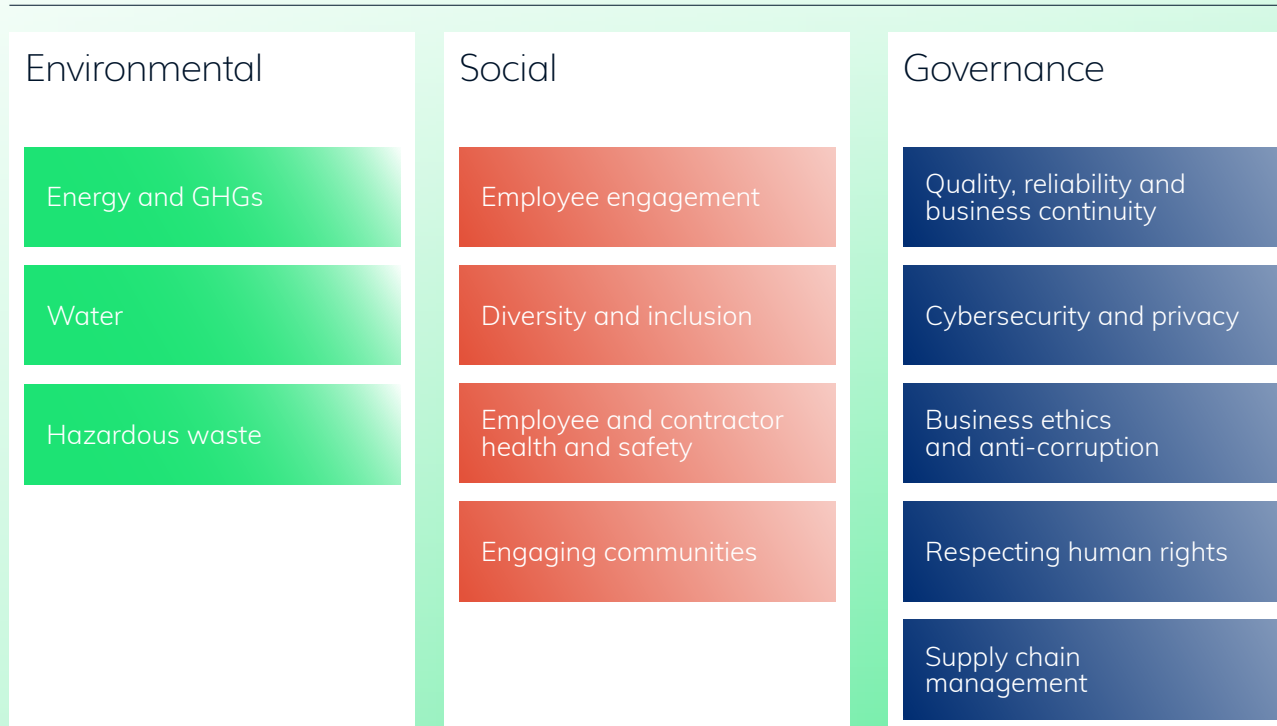 Environmental
Energy and GHGs
Water
Hazardous waste
Social
Employee engagement
Diversity and inclusion
Employee and contractor
health and safety
Engaging communities
Governance
Quality, reliability and
business continuity
Cybersecurity and privacy
Business ethics
and anti-corruption
Respecting human rights
Supply chain
management